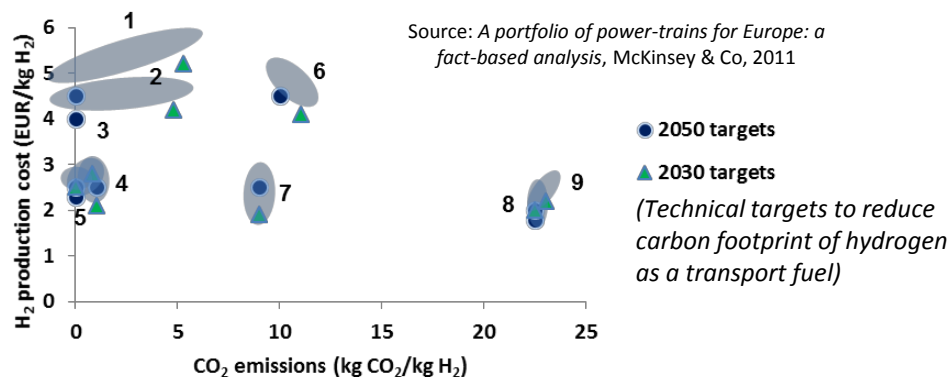 Source: A portfolio of power-trains for Europe: a
fact-based analysis, McKinsey & Co, 2011
H₂ production cost (EUR/kg H₂)
6
5
4
3
2
1
0
0
5
10
15
20
25
CO₂ emissions (kg CO₂/kg H₂)
1
2
3
4
5
6
7
8
9
2050 targets
2030 targets
(Technical targets to reduce
carbon footprint of hydrogen
as a transport fuel)